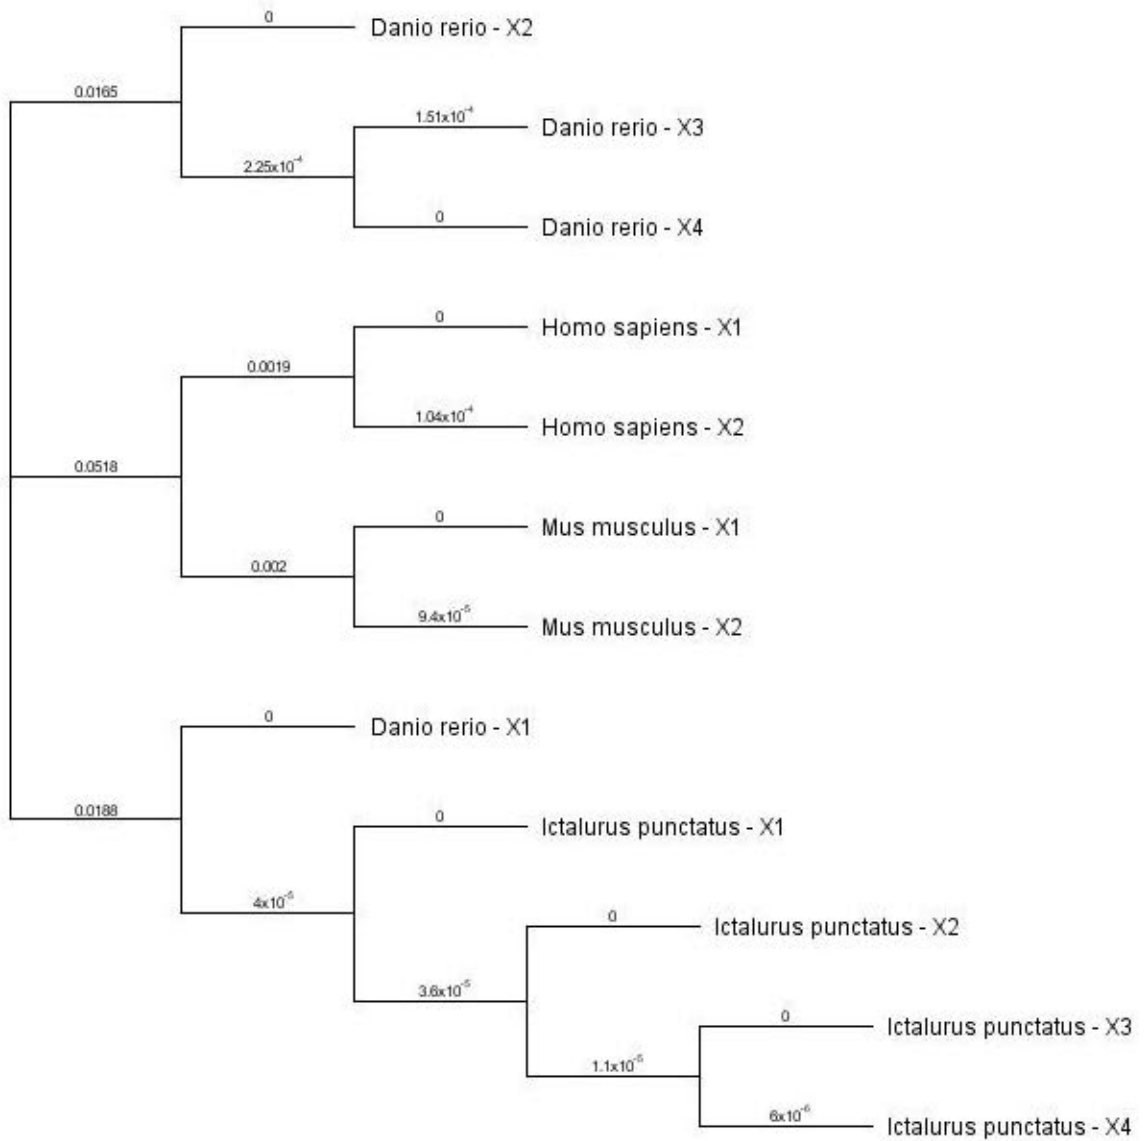 0
Danio rerio - X2
0.0165
1.51x10⁻⁴
Danio rerio - X3
2.25x10⁻⁴
0
Danio rerio - X4
0
Homo sapiens - X1
0.0019
1.04x10⁻⁴
Homo sapiens - X2
0.0518
0
Mus musculus - X1
0.002
9.4x10⁻⁵
Mus musculus - X2
0
Danio rerio - X1
0.0188
0
Ictalurus punctatus - X1
4x10⁻⁵
0
Ictalurus punctatus - X2
3.6x10⁻⁵
0
Ictalurus punctatus - X3
1.1x10⁻⁵
6x10⁻⁶
Ictalurus punctatus - X4